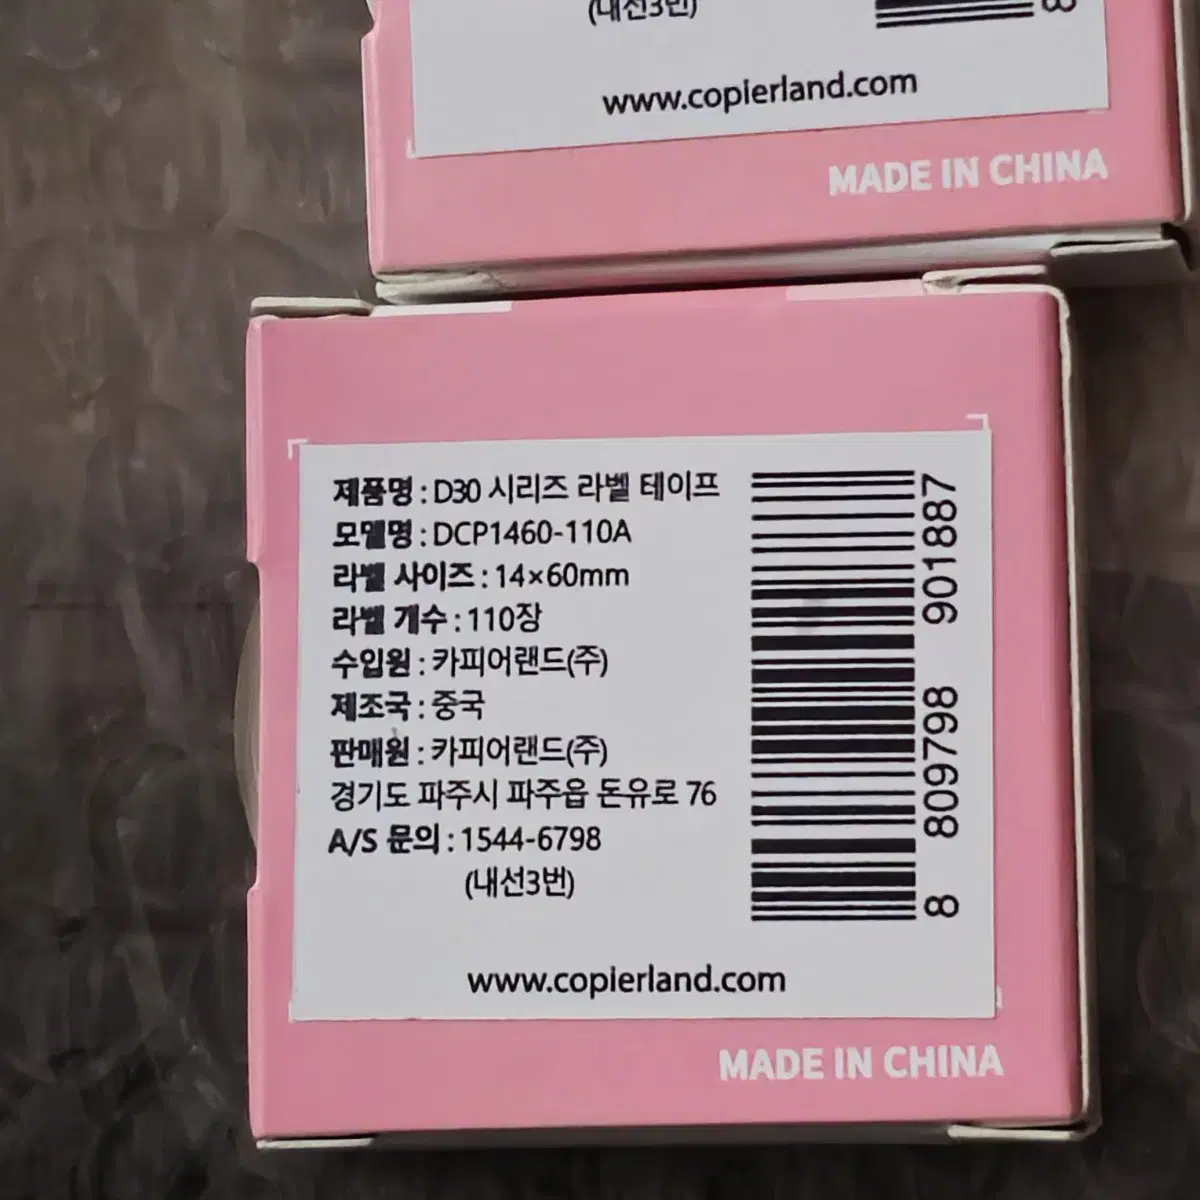 (내선3번)
8
www.copierland.com
MADE IN CHINA
제품명 : D30 시리즈 라벨 테이프
모델명 : DCP1460-110A
라벨 사이즈 : 14×60mm
라벨 개수 : 110장
수입원 : 카피어랜드(주)
제조국 : 중국
판매원 : 카피어랜드(주)
경기도 파주시 파주읍 돈유로 76
A/S 문의 : 1544-6798
(내선3번)
8 809798 901887
www.copierland.com
MADE IN CHINA